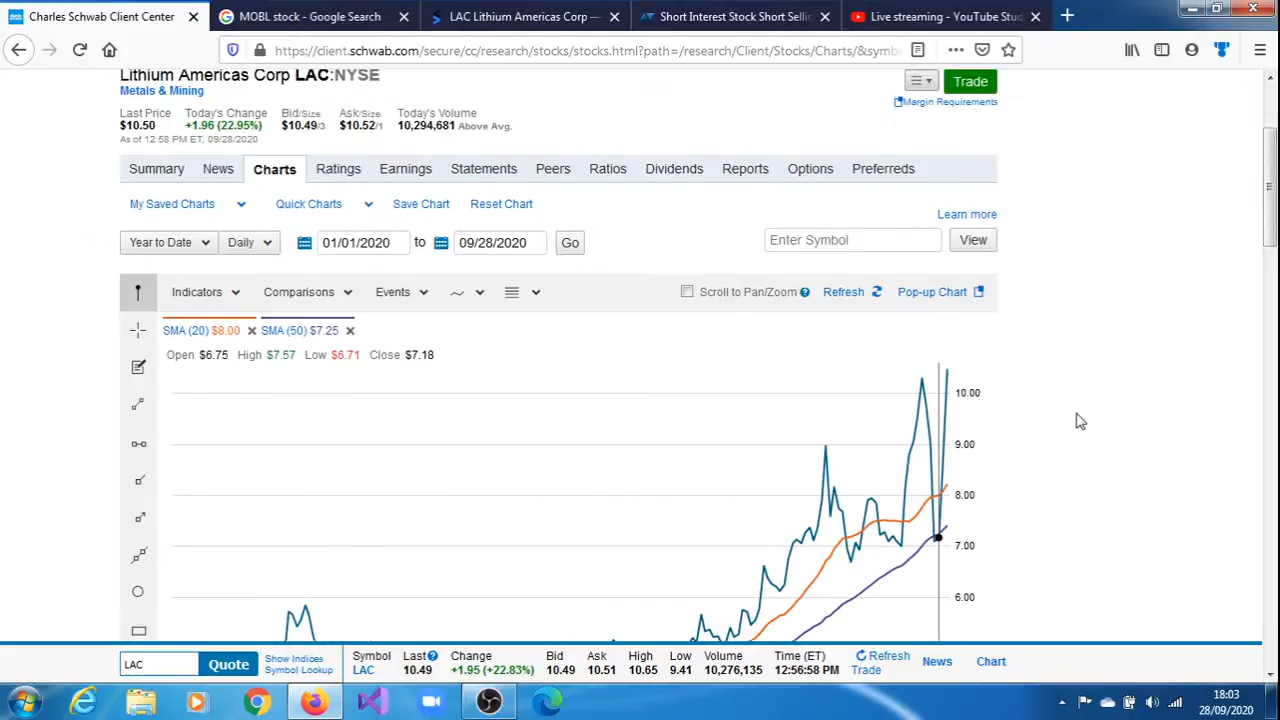 Charles Schwab Client Center
MOBL stock - Google Search
LAC Lithium Americas Corp —
Short Interest Stock Short Selli
Live streaming - YouTube Stu
https://client.schwab.com/secure/cc/research/stocks/stocks.html?path=/research/Client/Stocks/Charts/&symb
Lithium Americas Corp LAC:NYSE
Trade
Metals & Mining
Margin Requirements
Last Price Today's Change Bid/Size Ask/Size Today's Volume
$10.50 +1.96 (22.95%) $10.49/3 $10.52/1 10,294,681 Above Avg.
As of 12:58 PM ET, 09/28/2020
Summary News Charts Ratings Earnings Statements Peers Ratios Dividends Reports Options Preferreds
My Saved Charts Quick Charts Save Chart Reset Chart
Learn more
Year to Date Daily 01/01/2020 to 09/28/2020 Go Enter Symbol View
Indicators Comparisons Events Scroll to Pan/Zoom Refresh Pop-up Chart
SMA (20) $8.00 SMA (50) $7.25
Open $6.75 High $7.57 Low $6.71 Close $7.18
10.00
9.00
8.00
7.00
6.00
LAC Quote Show Indices
Symbol Lookup
Symbol Last Change Bid Ask High Low Volume Time (ET) Refresh
LAC 10.49 +1.95 (+22.83%) 10.49 10.51 10.65 9.41 10,276,135 12:56:58 PM Trade
News Chart
18:03
28/09/2020